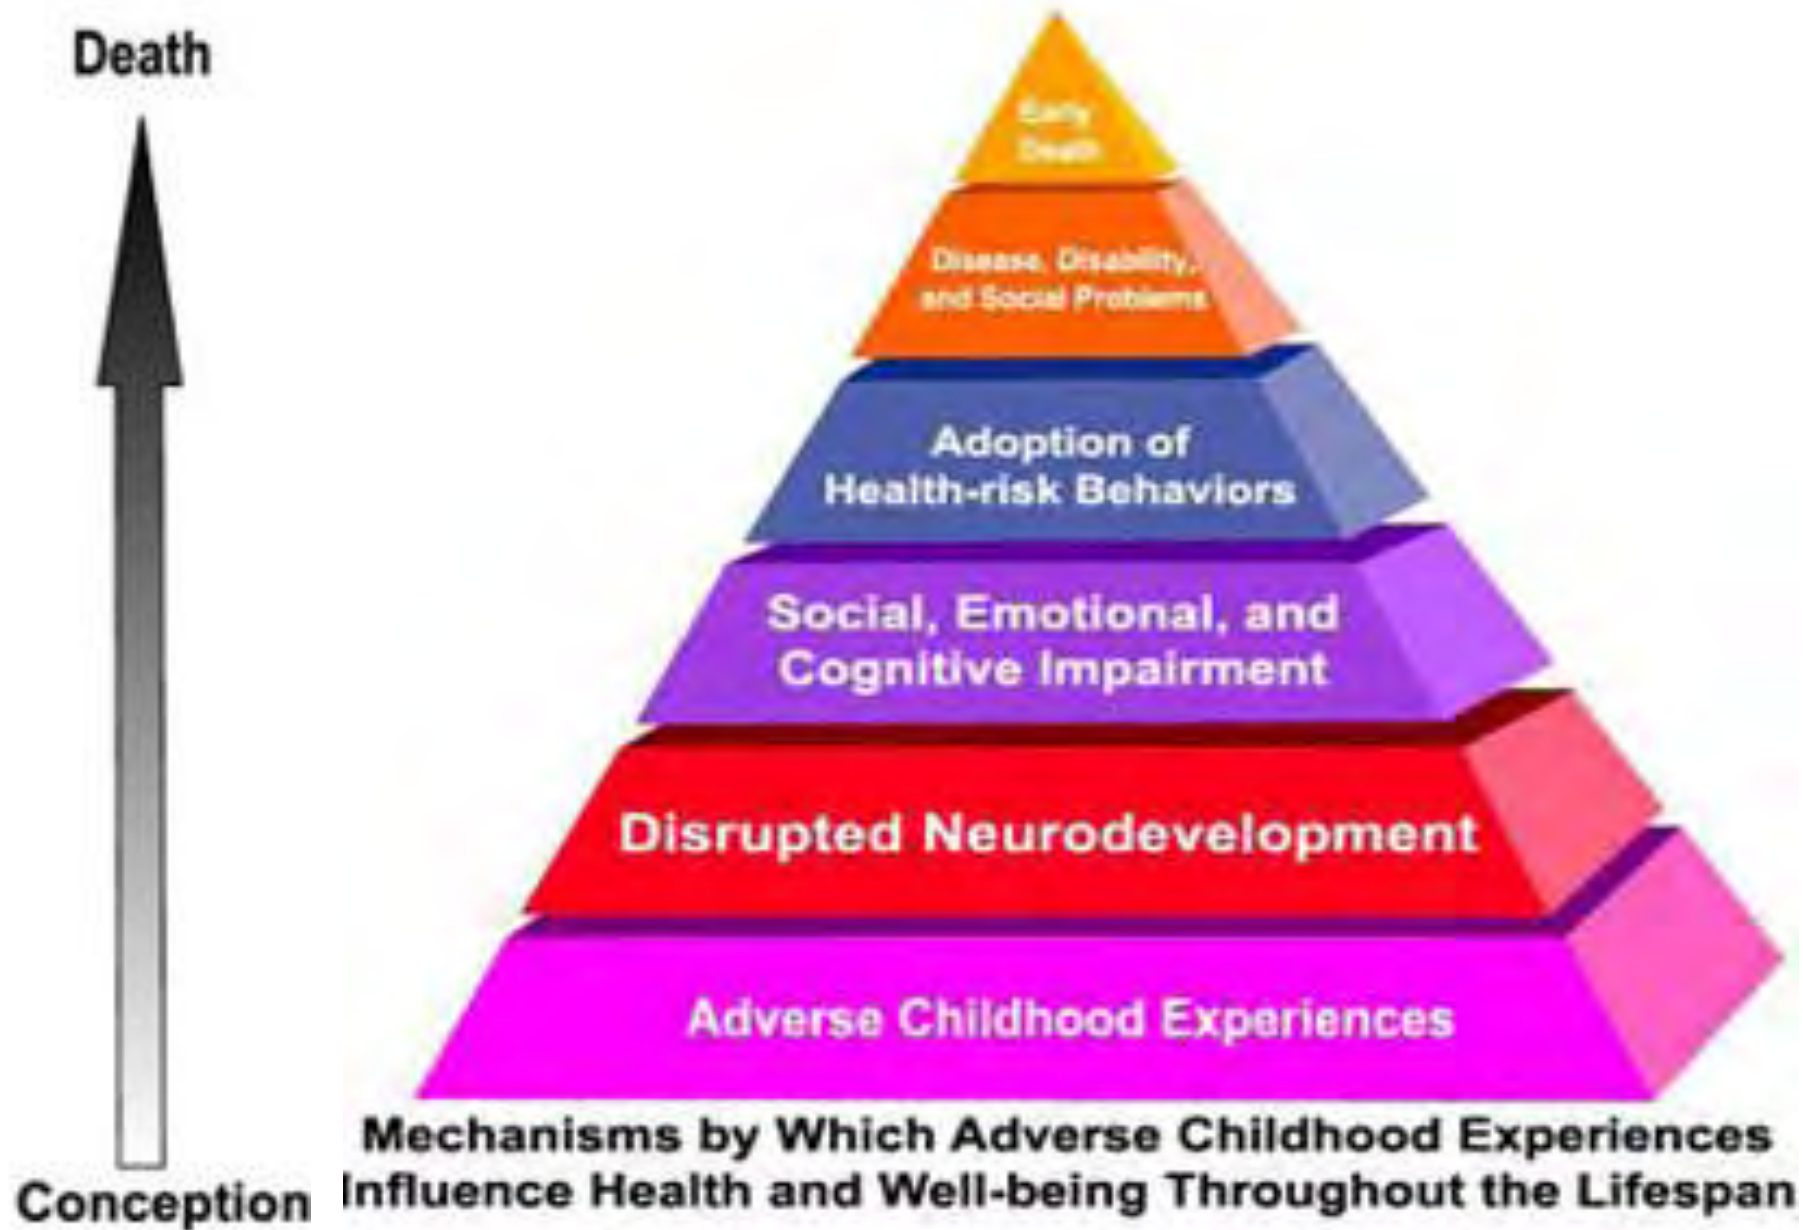 Death
Early
Death
Disease, Disability,
and Social Problems
Adoption of
Health-risk Behaviors
Social, Emotional, and
Cognitive Impairment
Disrupted Neurodevelopment
Adverse Childhood Experiences
Conception
Mechanisms by Which Adverse Childhood Experiences
Influence Health and Well-being Throughout the Lifespan